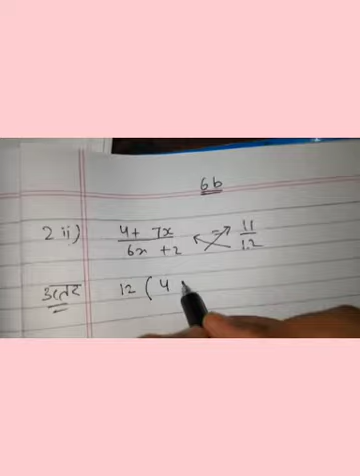 6b
2 ii) 4+ 7x / 6x + 2 = 11 / 12
उत्तर 12 ( 4